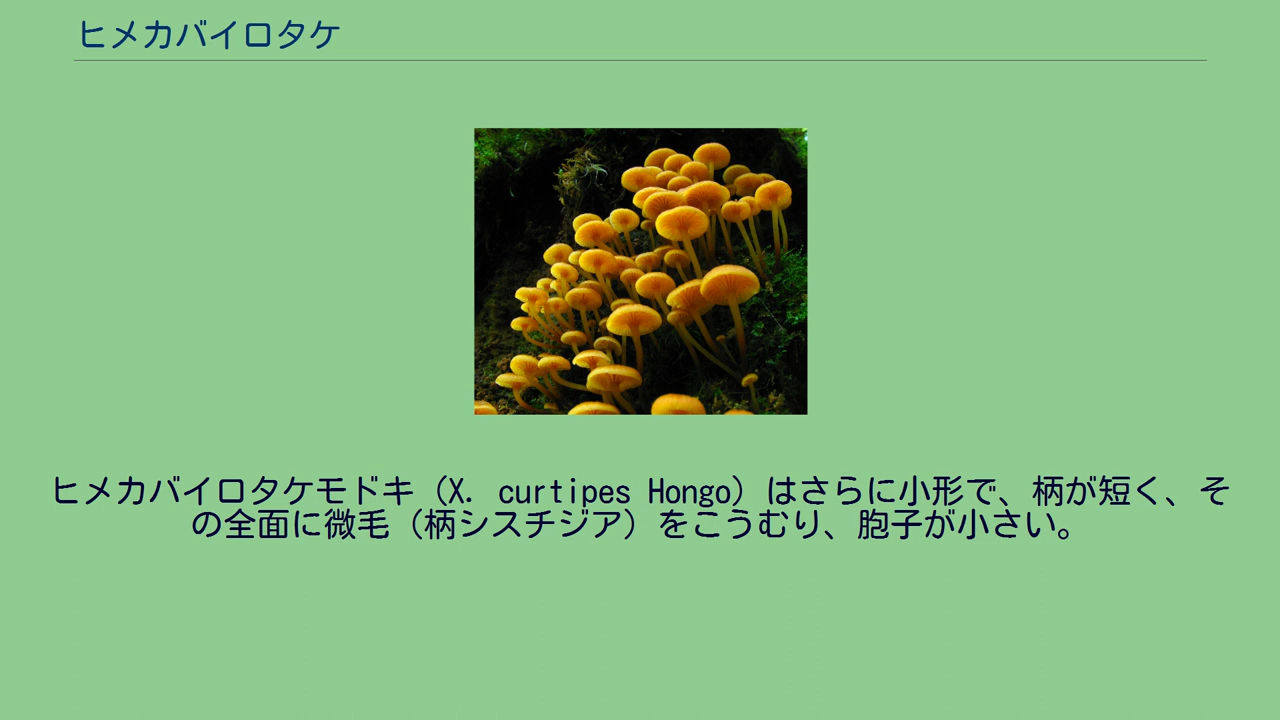 ヒメカバイロタケ
ヒメカバイロタケモドキ（X. curtipes Hongo）はさらに小形で、柄が短く、そ
の全面に微毛（柄シスチジア）をこうむり、胞子が小さい。